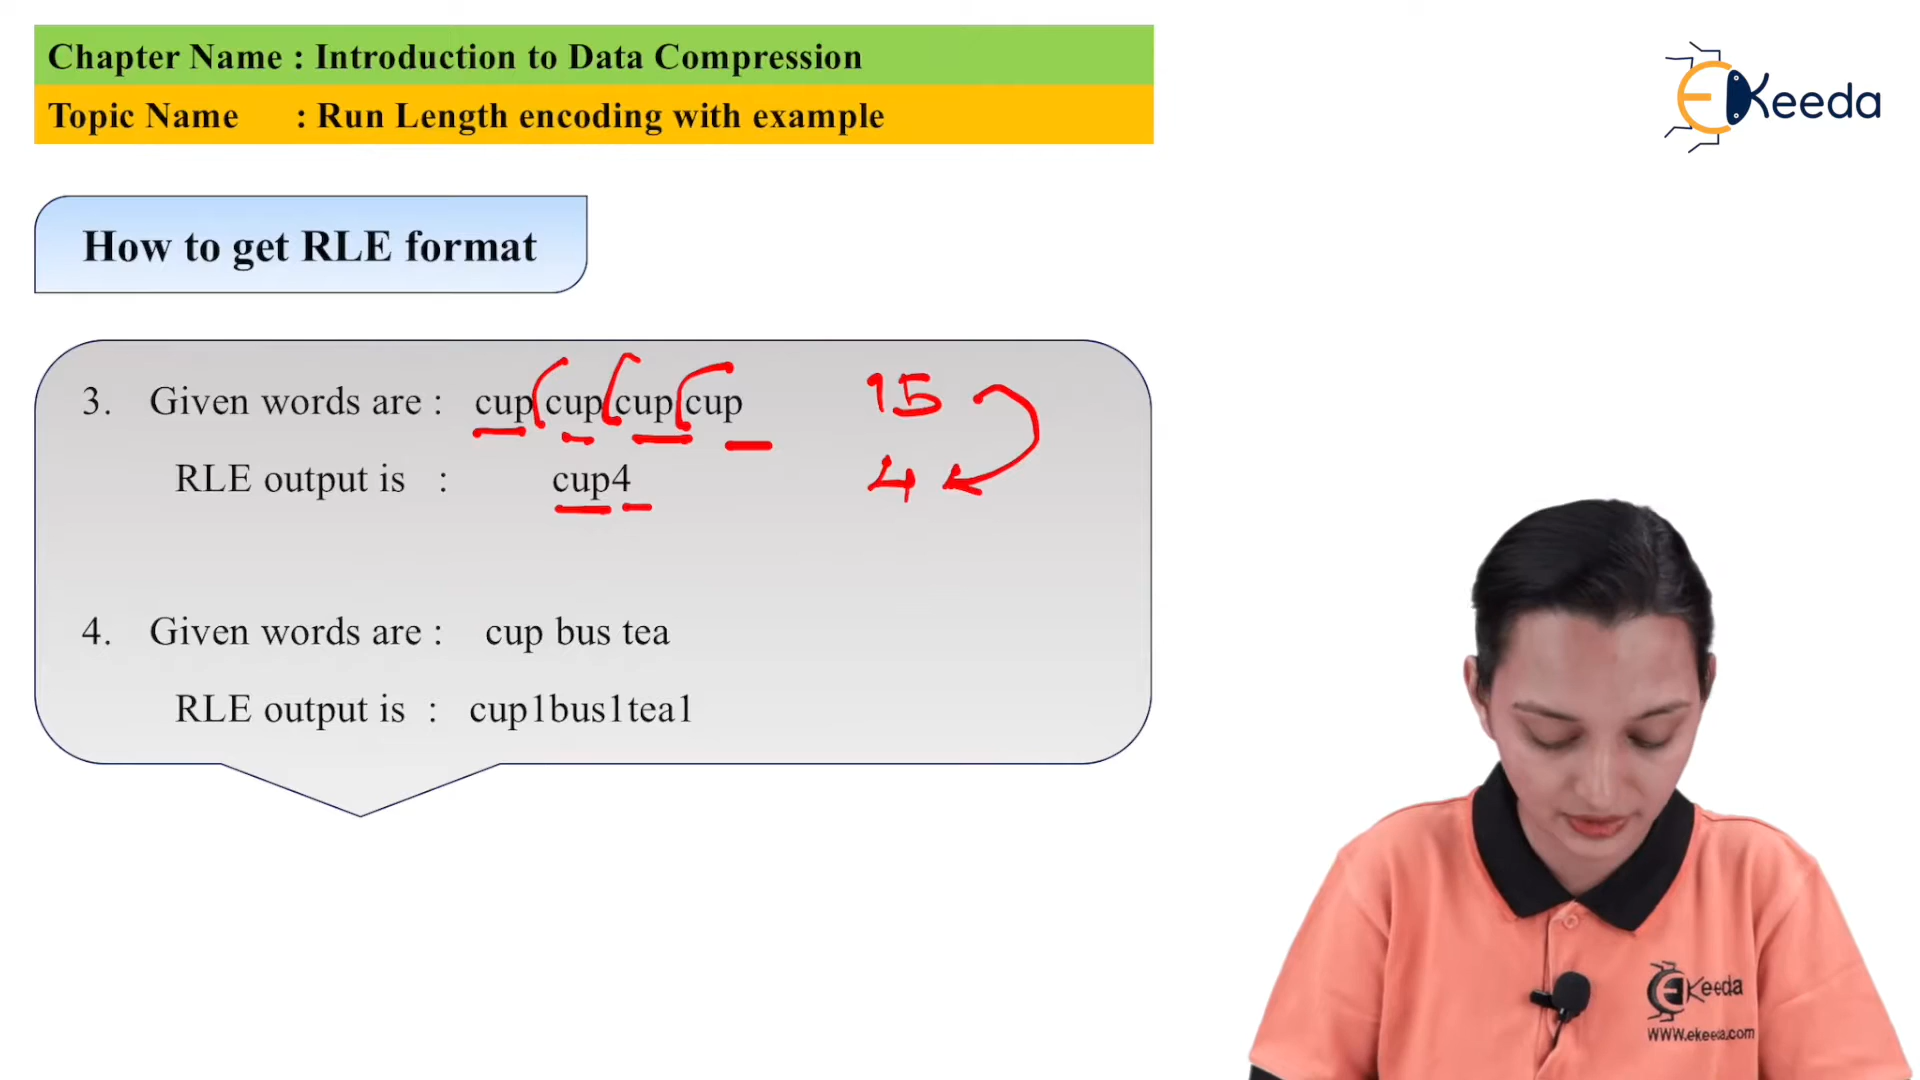 Chapter Name : Introduction to Data Compression
Topic Name : Run Length encoding with example
EKeeda
How to get RLE format
3. Given words are : cup cup cup cup 15
RLE output is : cup4 4
4. Given words are : cup bus tea
RLE output is : cup1bus1tea1
EKeeda
WWW.ekeeda.com